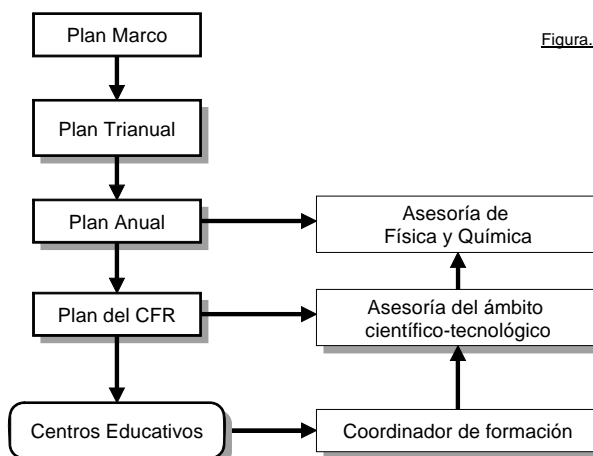 Plan Marco
Figura.
Plan Trianual
Plan Anual
Asesoría de
Física y Química
Plan del CFR
Asesoría del ámbito
científico-tecnológico
Centros Educativos
Coordinador de formación